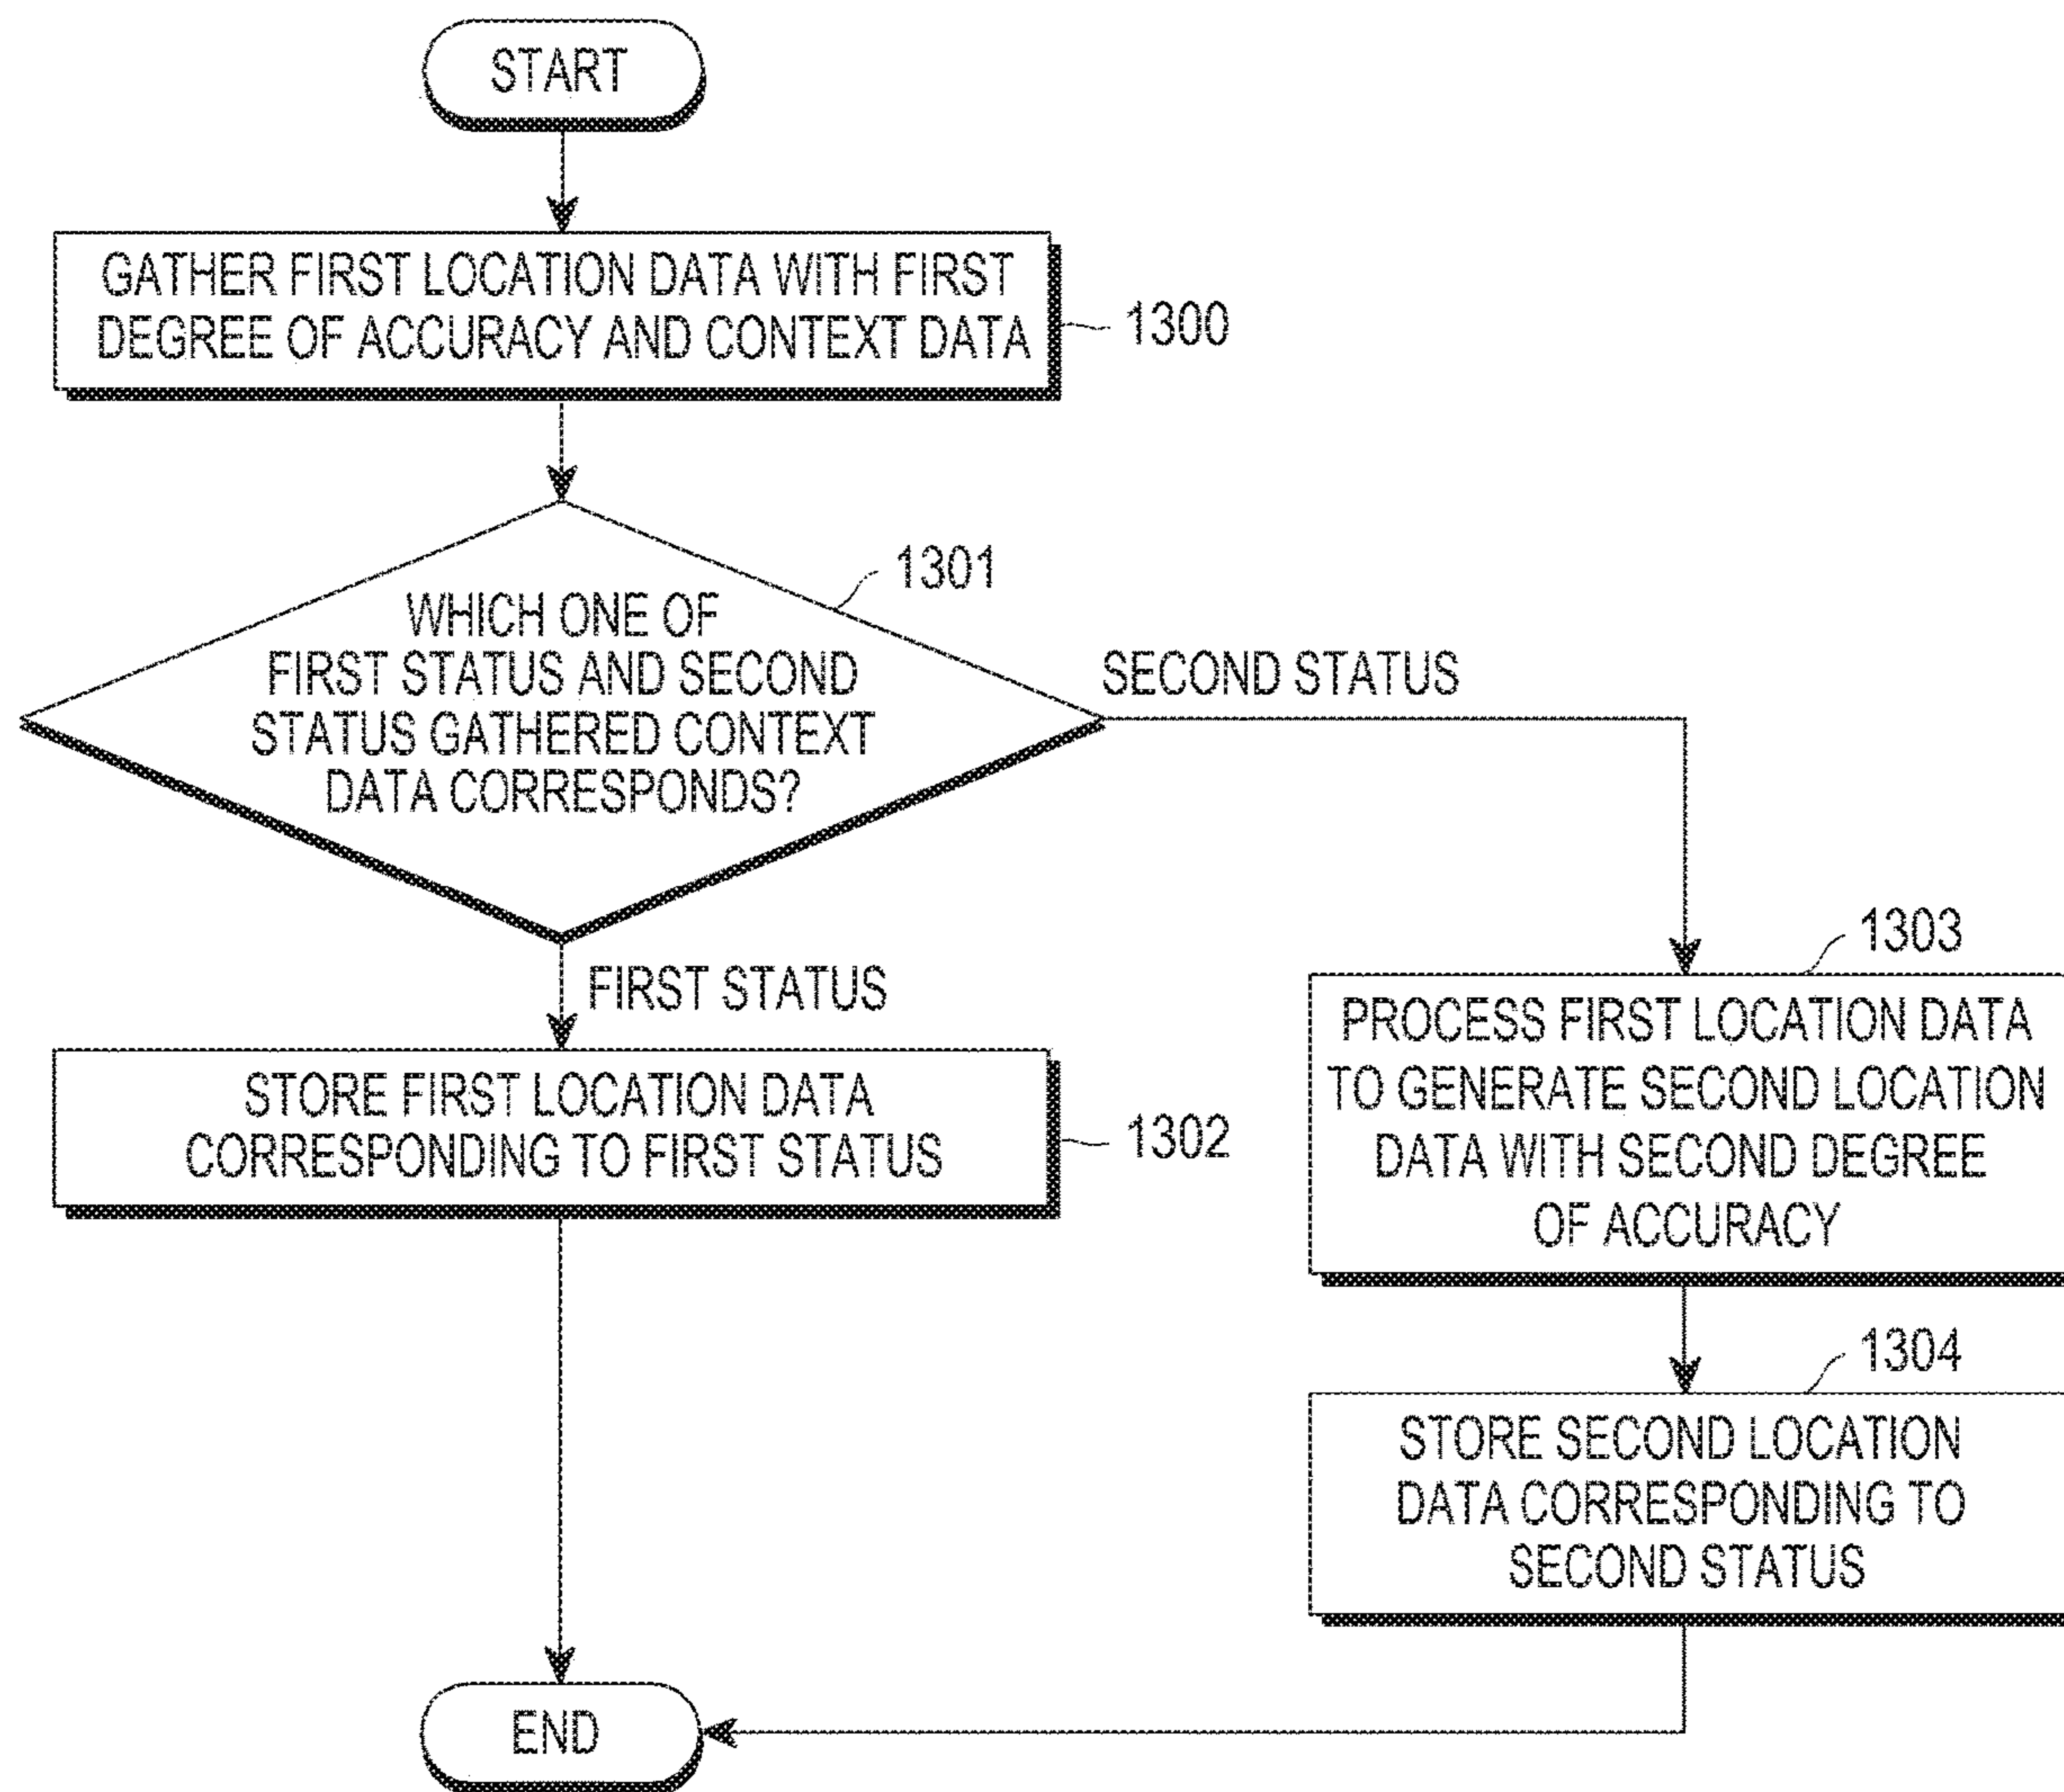 START
GATHER FIRST LOCATION DATA WITH FIRST
DEGREE OF ACCURACY AND CONTEXT DATA
1300
1301
WHICH ONE OF
FIRST STATUS AND SECOND
STATUS GATHERED CONTEXT
DATA CORRESPONDS?
SECOND STATUS
FIRST STATUS
STORE FIRST LOCATION DATA
CORRESPONDING TO FIRST STATUS
1302
1303
PROCESS FIRST LOCATION DATA
TO GENERATE SECOND LOCATION
DATA WITH SECOND DEGREE
OF ACCURACY
1304
STORE SECOND LOCATION
DATA CORRESPONDING TO
SECOND STATUS
END